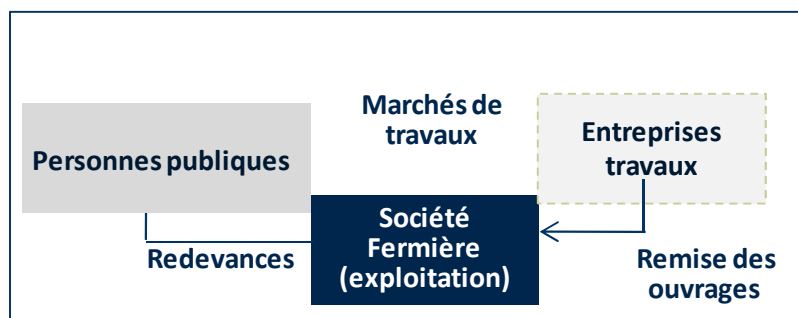 Personnes publiques
Marchés de
travaux
Entreprises
travaux
Société
Fermière
(exploitation)
Redevances
Remise des
ouvrages